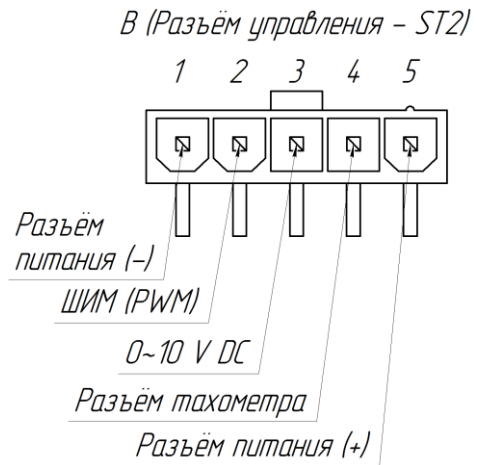 В (Разъём управления – ST2)
1 2 3 4 5
Разъём
питания (–)
ШИМ (PWM)
0~10 V DC
Разъём тахометра
Разъём питания (+)